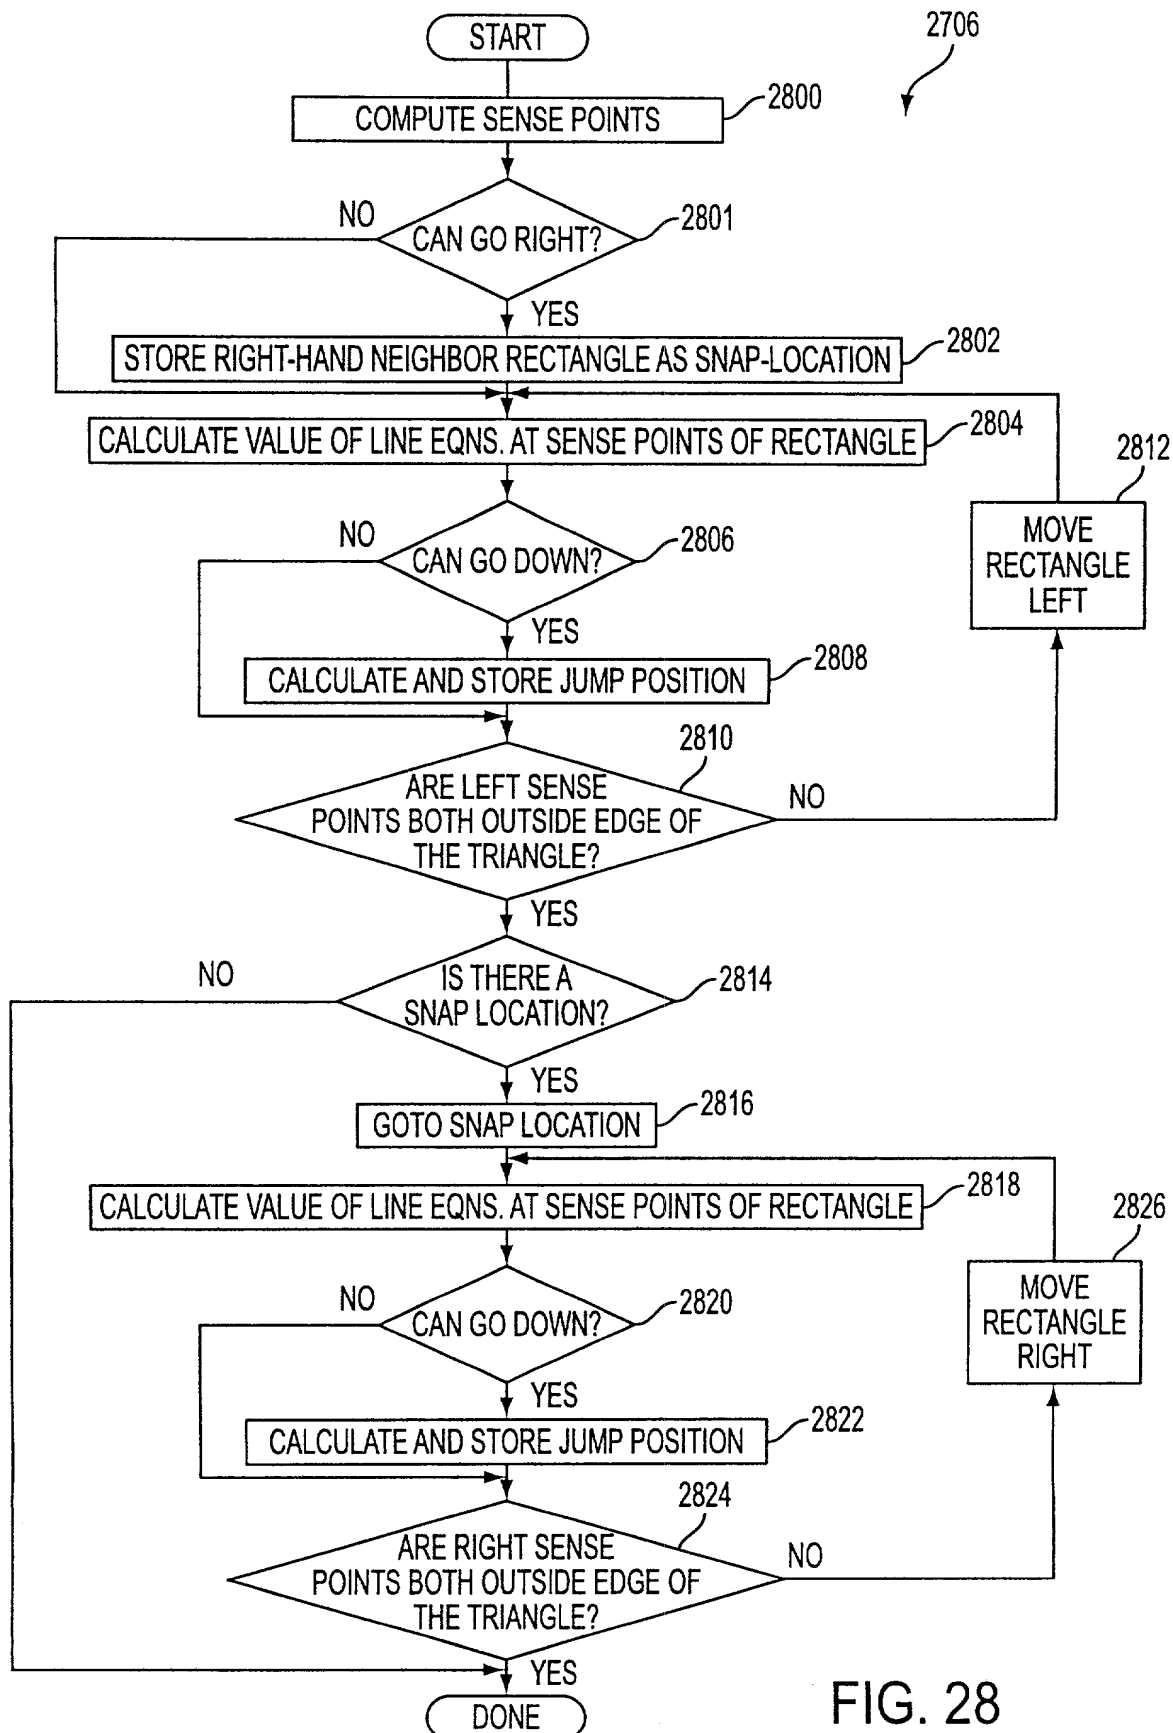 START
2706
COMPUTE SENSE POINTS
2800
CAN GO RIGHT?
2801
NO
YES
STORE RIGHT-HAND NEIGHBOR RECTANGLE AS SNAP-LOCATION
2802
CALCULATE VALUE OF LINE EQNS. AT SENSE POINTS OF RECTANGLE
2804
2812
MOVE
RECTANGLE
LEFT
NO
CAN GO DOWN?
2806
YES
CALCULATE AND STORE JUMP POSITION
2808
2810
ARE LEFT SENSE
POINTS BOTH OUTSIDE EDGE OF
THE TRIANGLE?
NO
YES
NO
IS THERE A
SNAP LOCATION?
2814
YES
GOTO SNAP LOCATION
2816
CALCULATE VALUE OF LINE EQNS. AT SENSE POINTS OF RECTANGLE
2818
2826
MOVE
RECTANGLE
RIGHT
NO
CAN GO DOWN?
2820
YES
CALCULATE AND STORE JUMP POSITION
2822
2824
ARE RIGHT SENSE
POINTS BOTH OUTSIDE EDGE OF
THE TRIANGLE?
NO
YES
DONE
FIG. 28